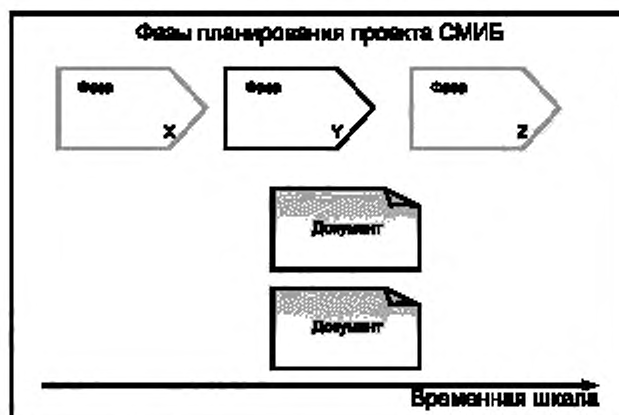 Фазы планирования проекта СМИБ
Фаза
X
Фаза
Y
Фаза
Z
Документ
Документ
Временная шкала